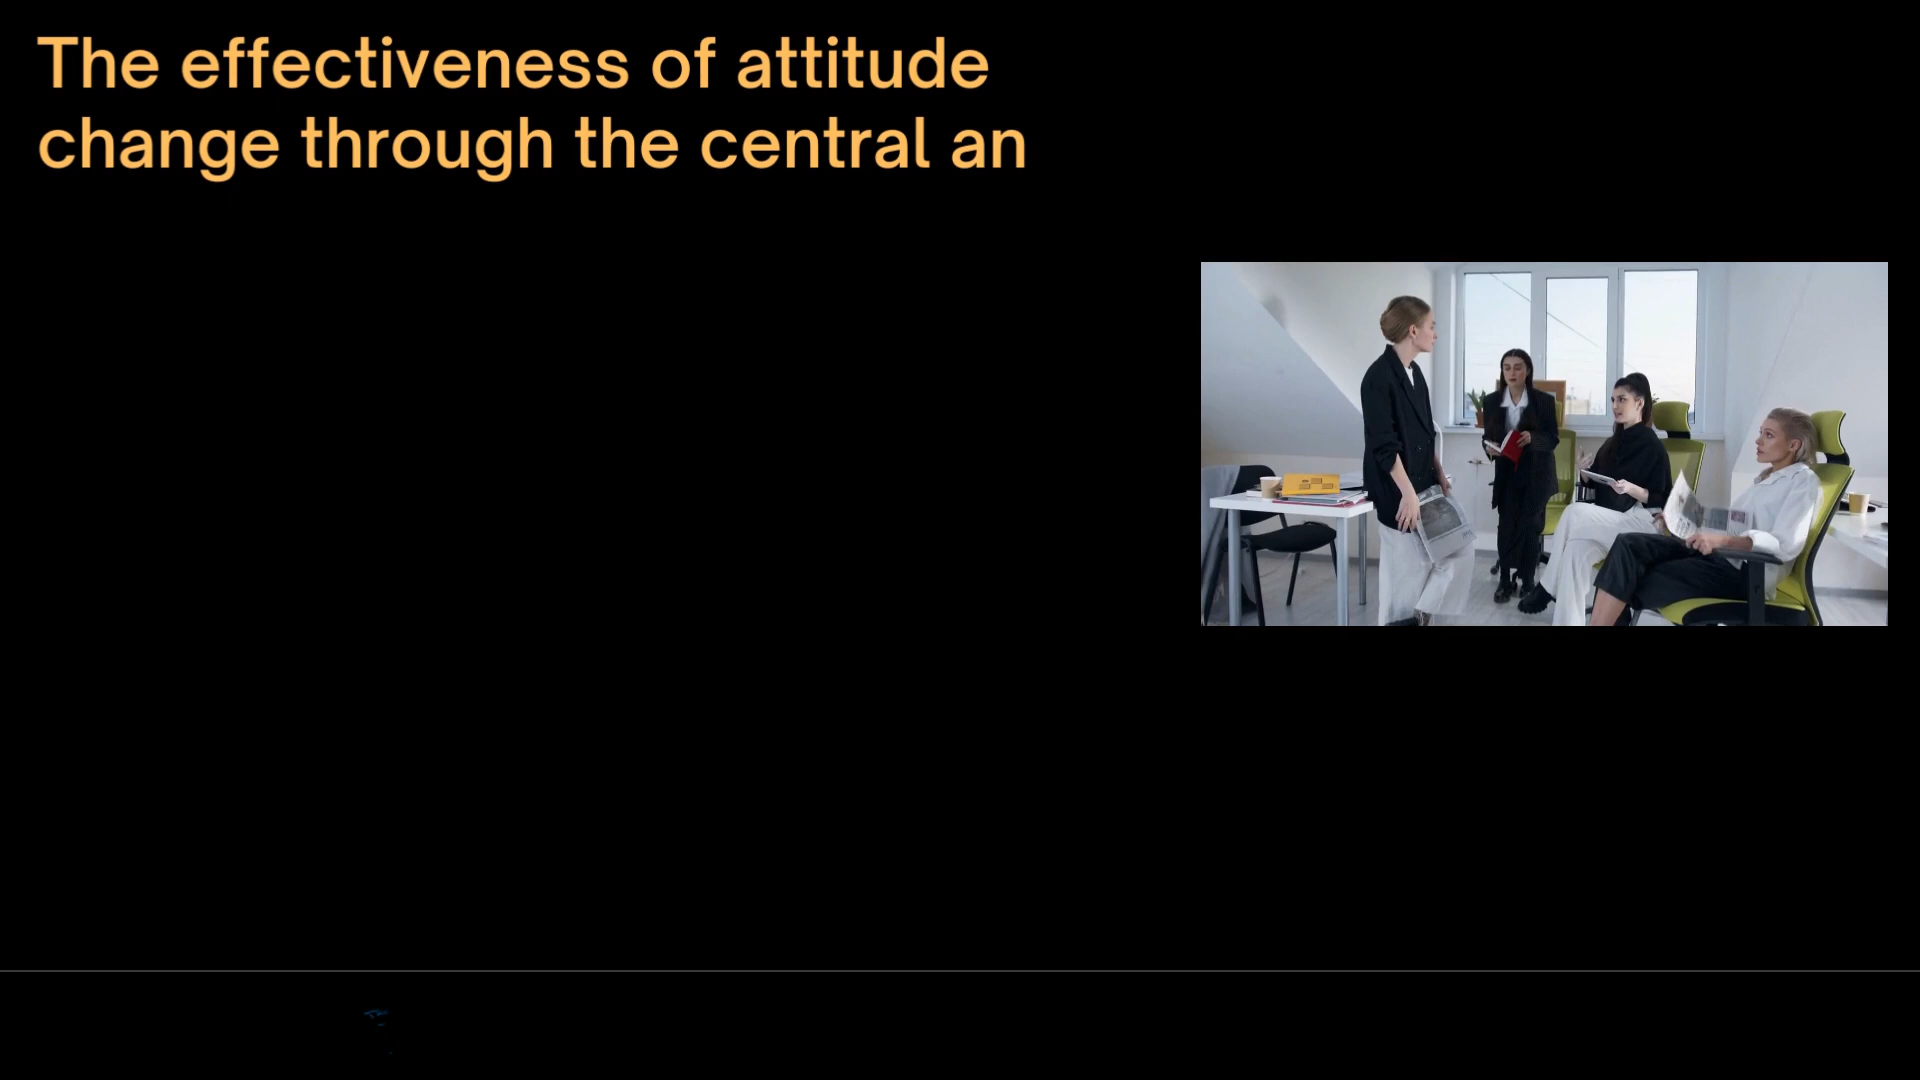 The effectiveness of attitude
change through the central an